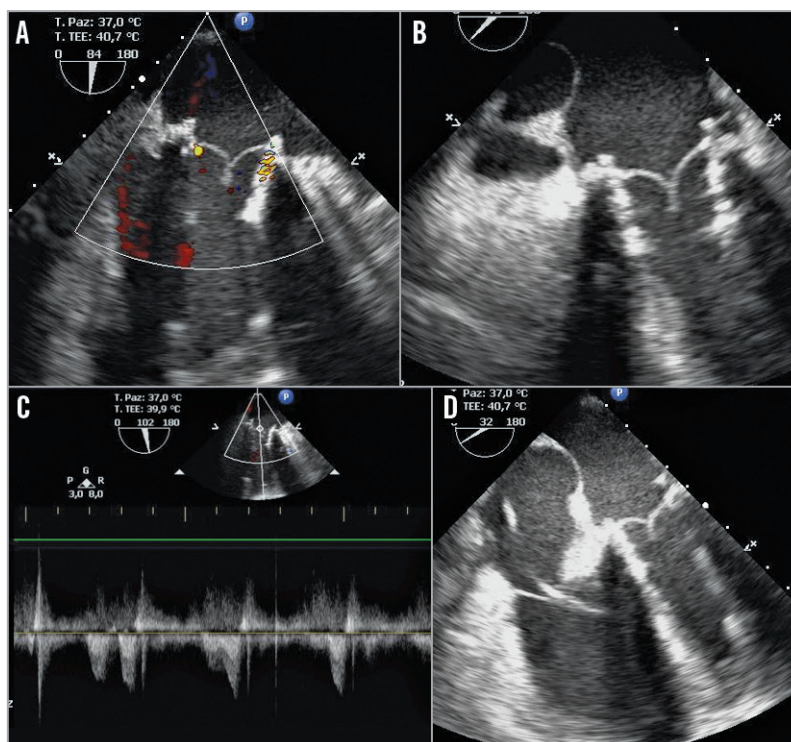 A
T. Paz: 37,0 °C
T. TEE: 40,7 °C
0 84 180
P
x
x
B
x
x
C
T. Paz: 37,0 °C
T. TEE: 39,9 °C
0 102 180
P
G
P R
3,0 8,0
D
T. Paz: 37,0 °C
TEE: 40,7 °C
32 180
P
x